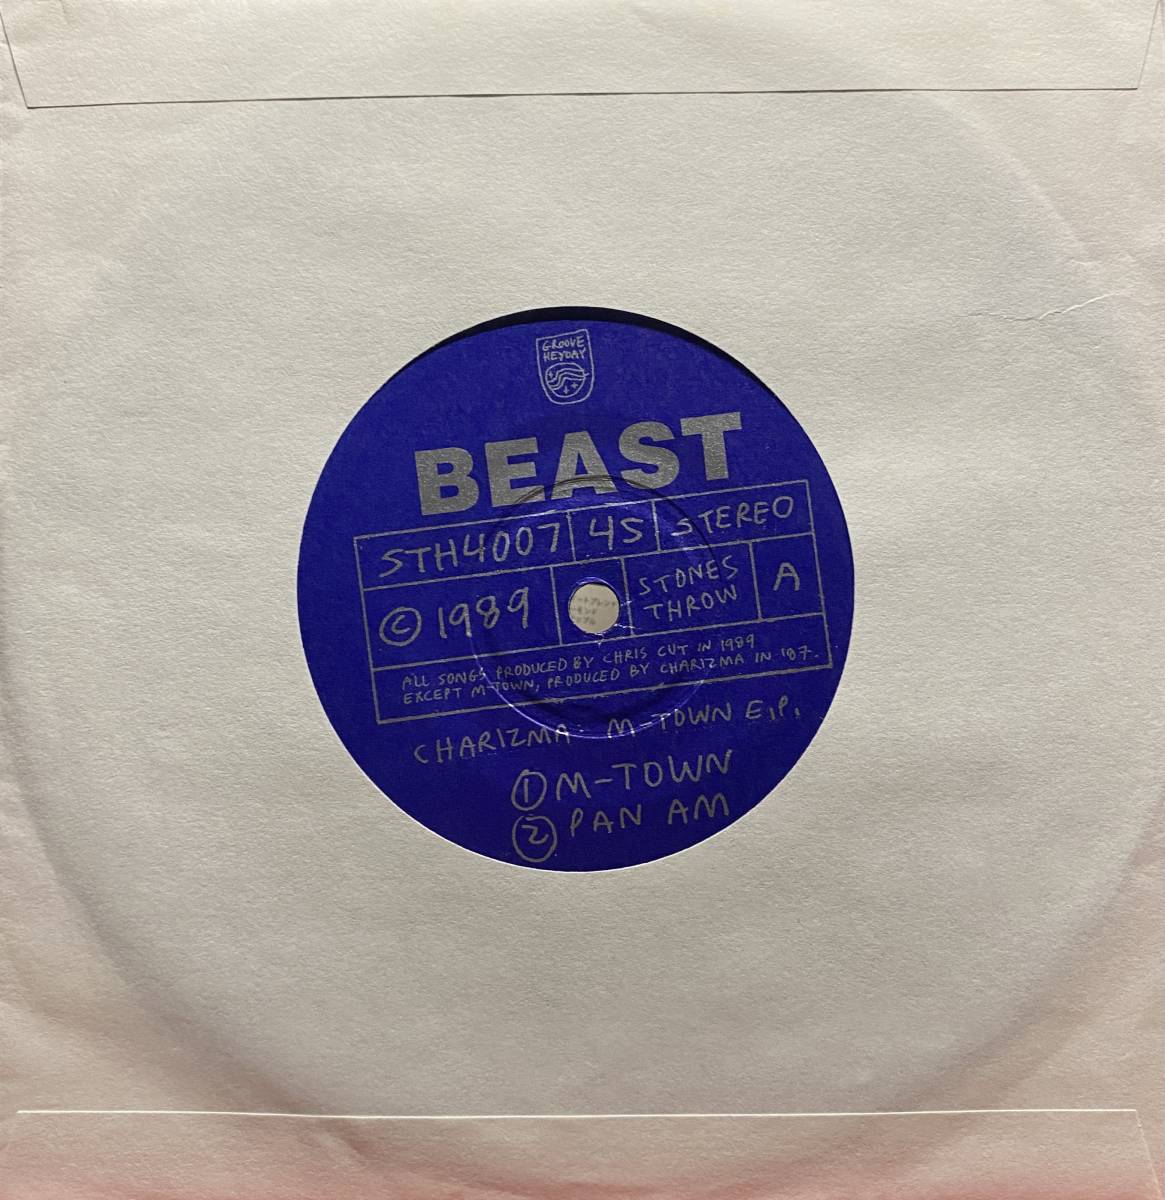 GROOVE
HEYDAY
BEAST
STH4007 45 STEREO
© 1989 STONES THROW A
ALL SONGS PRODUCED BY CHRIS CUT IN 1989
EXCEPT M-TOWN, PRODUCED BY CHARIZMA IN '87.
CHARIZMA: M-TOWN E.P.
① M-TOWN
② PAN AM